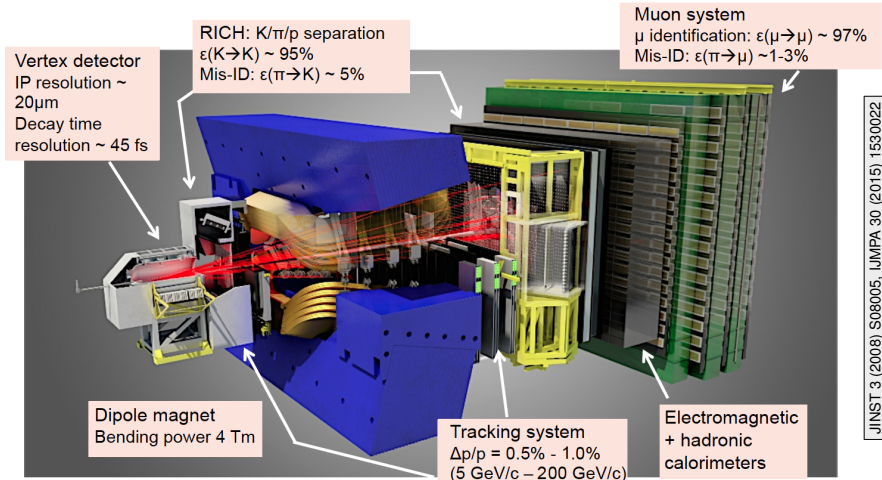 Vertex detector
IP resolution ~
20μm
Decay time
resolution ~ 45 fs
RICH: K/π/p separation
ε(K→K) ~ 95%
Mis-ID: ε(π→K) ~ 5%
Muon system
μ identification: ε(μ→μ) ~ 97%
Mis-ID: ε(π→μ) ~1-3%
Dipole magnet
Bending power 4 Tm
Tracking system
Δp/p = 0.5% - 1.0%
(5 GeV/c – 200 GeV/c)
Electromagnetic
+ hadronic
calorimeters
JINST 3 (2008) S08005, IJMPA 30 (2015) 1530022